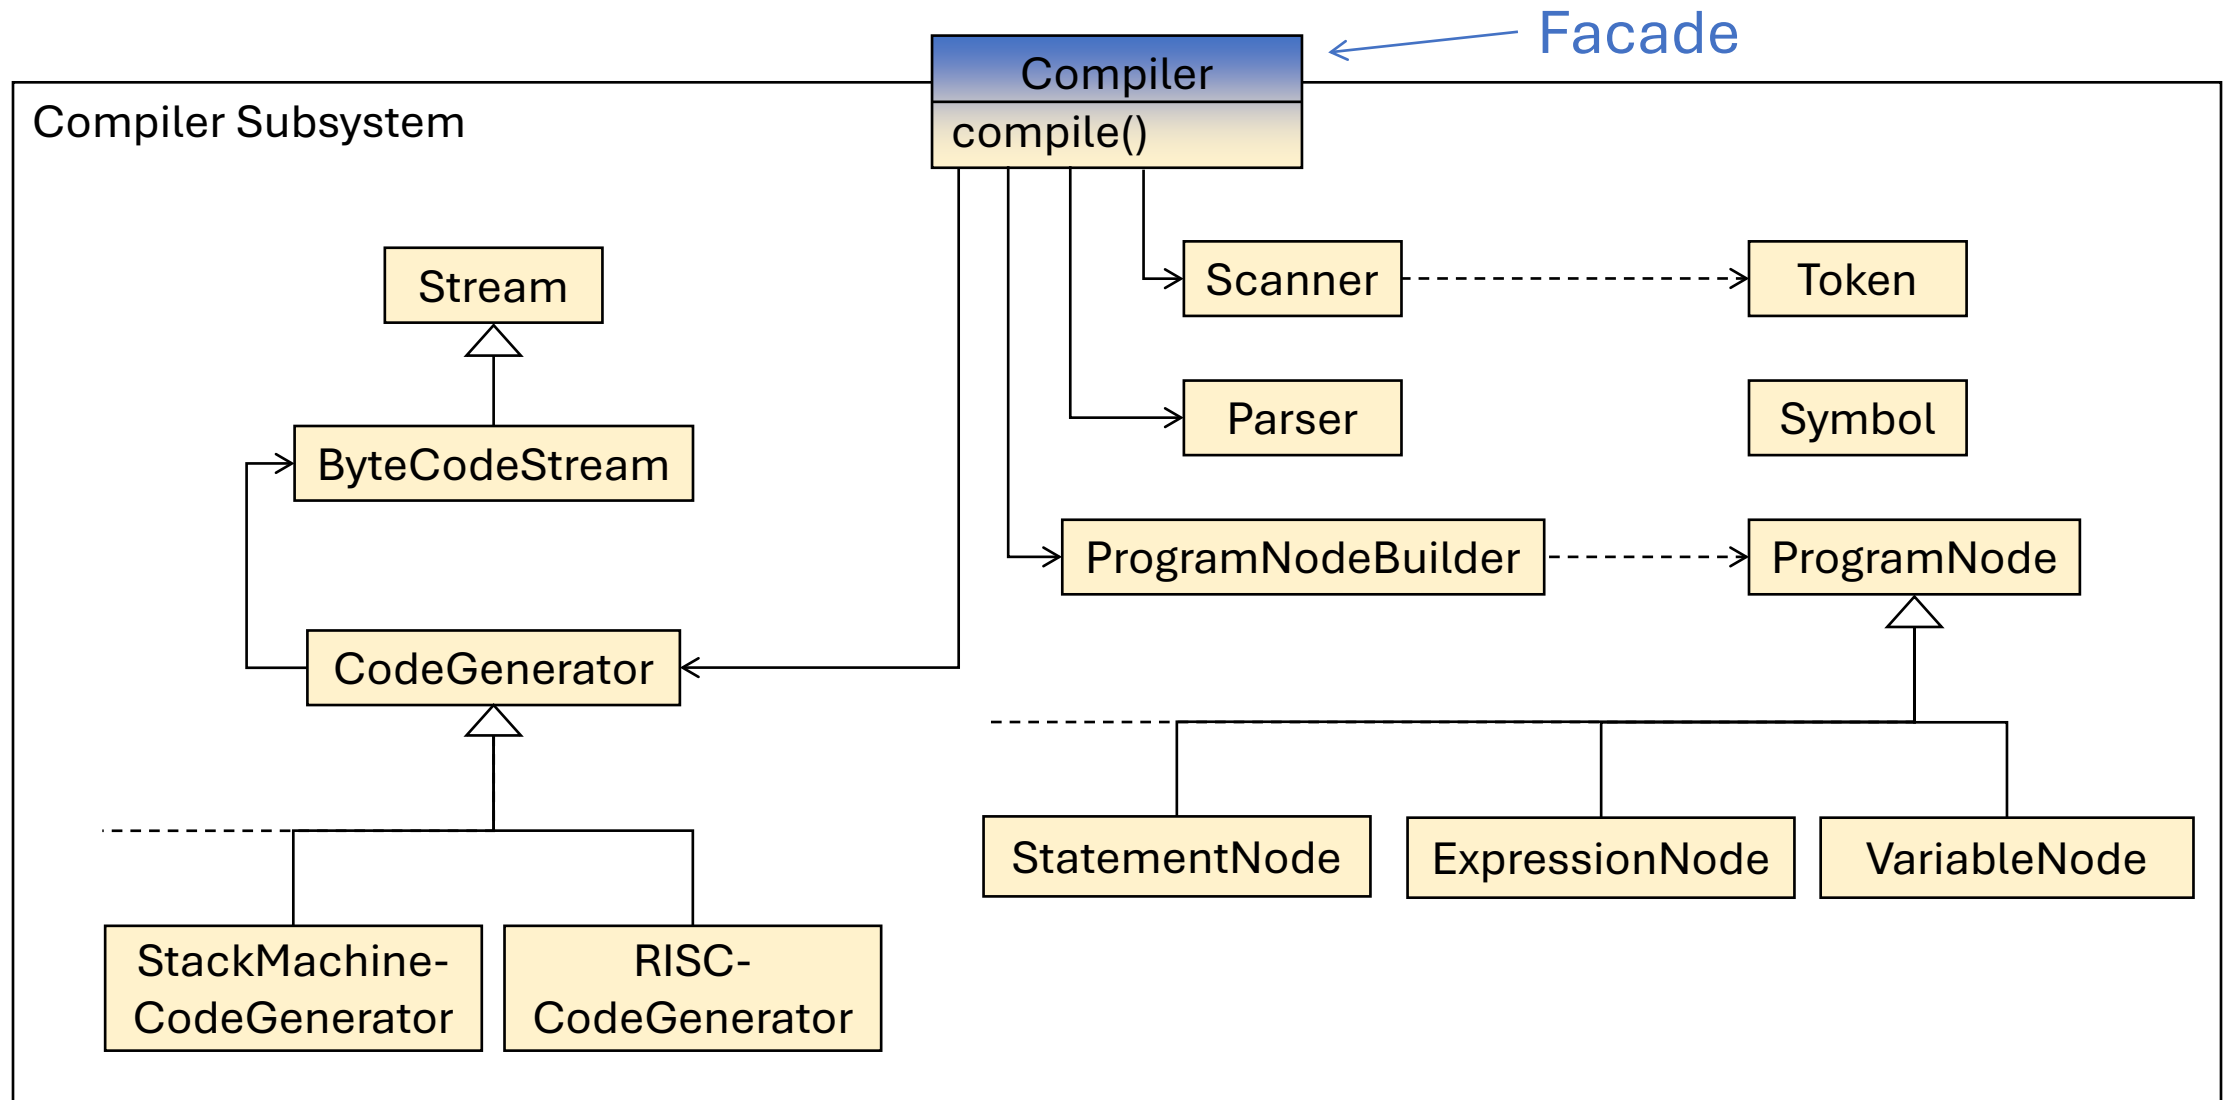 Facade
Compiler
compile()
Compiler Subsystem
Stream
Scanner
Token
ByteCodeStream
Parser
Symbol
ProgramNodeBuilder
ProgramNode
CodeGenerator
StatementNode
ExpressionNode
VariableNode
StackMachine-
CodeGenerator
RISC-
CodeGenerator